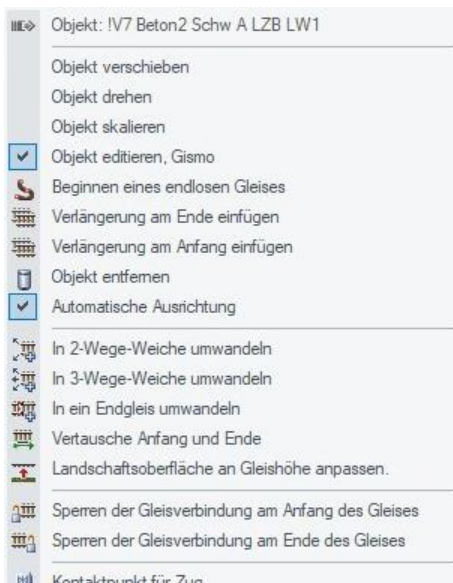 Objekt: !V7 Beton2 Schw A LZB LW1
Objekt verschieben
Objekt drehen
Objekt skalieren
Objekt editieren, Gismo
Beginnen eines endlosen Gleises
Verlängerung am Ende einfügen
Verlängerung am Anfang einfügen
Objekt entfernen
Automatische Ausrichtung
In 2-Wege-Weiche umwandeln
In 3-Wege-Weiche umwandeln
In ein Endgleis umwandeln
Vertausche Anfang und Ende
Landschaftsoberfläche an Gleishöhe anpassen.
Sperren der Gleisverbindung am Anfang des Gleises
Sperren der Gleisverbindung am Ende des Gleises
Kontaktpunkt für Zug